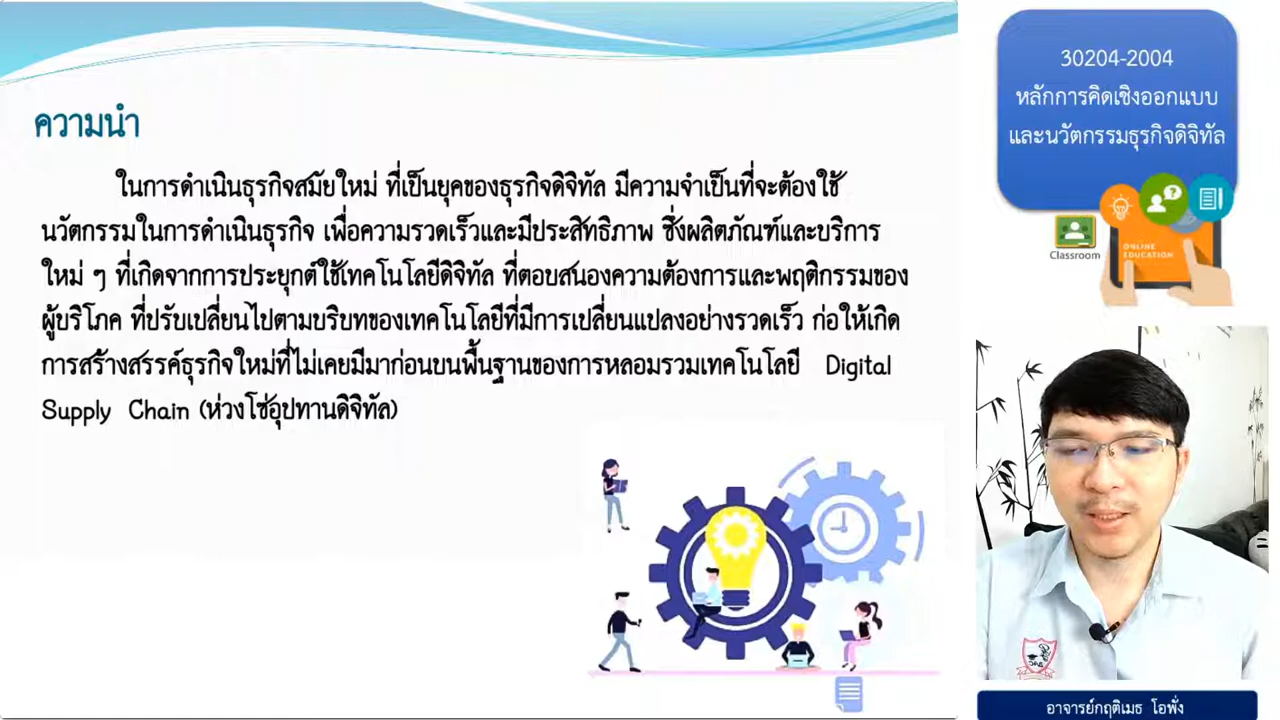 ความนำ
ในการดำเนินธุรกิจสมัยใหม่ ที่เป็นยุคของธุรกิจดิจิทัล มีความจำเป็นที่จะต้องใช้
นวัตกรรมในการดำเนินธุรกิจ เพื่อความรวดเร็วและมีประสิทธิภาพ ซึ่งผลิตภัณฑ์และบริการ
ใหม่ ๆ ที่เกิดจากการประยุกต์ใช้เทคโนโลยีดิจิทัล ที่ตอบสนองความต้องการและพฤติกรรมของ
ผู้บริโภค ที่ปรับเปลี่ยนไปตามบริบทของเทคโนโลยีที่มีการเปลี่ยนแปลงอย่างรวดเร็ว ก่อให้เกิด
การสร้างสรรค์ธุรกิจใหม่ที่ไม่เคยมีมาก่อนบนพื้นฐานของการหลอมรวมเทคโนโลยี Digital
Supply Chain (ห่วงโซ่อุปทานดิจิทัล)
30204-2004
หลักการคิดเชิงออกแบบ
และนวัตกรรมธุรกิจดิจิทัล
Classroom
ONLINE
EDUCATION
อาจารย์กฤติเมธ โอพั่ง